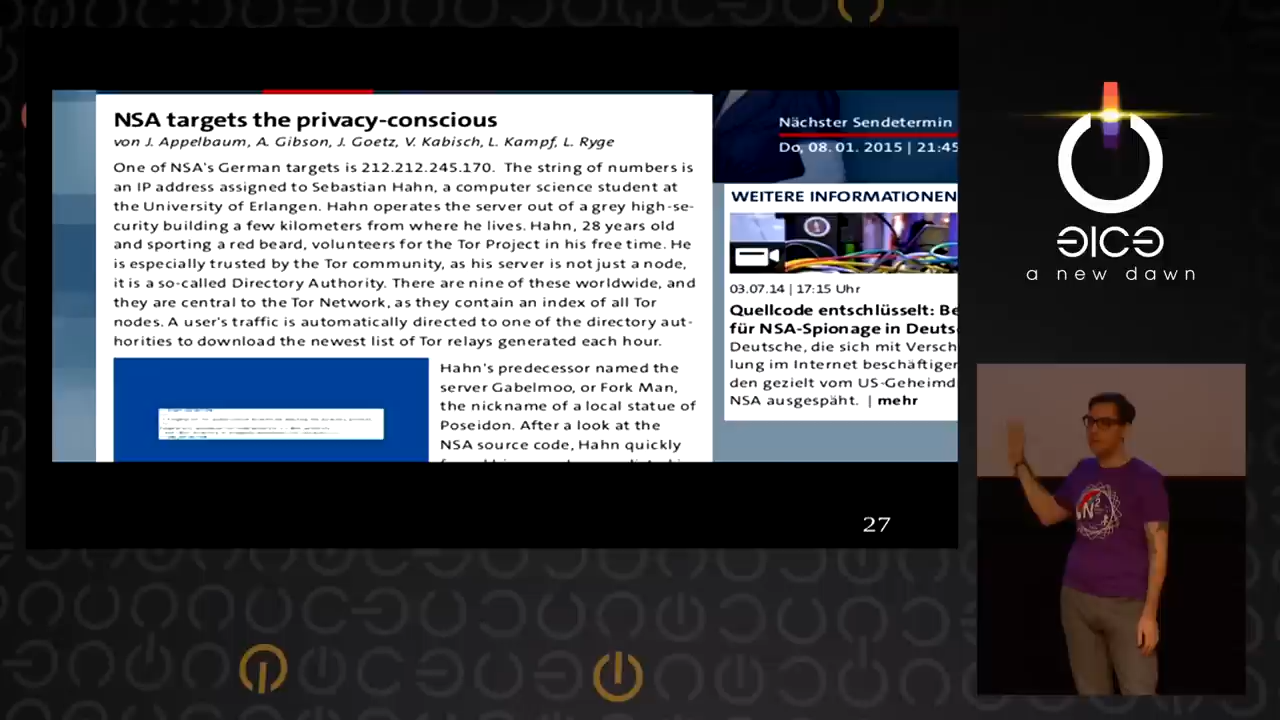 NSA targets the privacy-conscious
von J. Appelbaum, A. Gibson, J. Goetz, V. Kabisch, L. Kampf, L. Ryge
One of NSA's German targets is 212.212.245.170. The string of numbers is
an IP address assigned to Sebastian Hahn, a computer science student at
the University of Erlangen. Hahn operates the server out of a grey high-se-
curity building a few kilometers from where he lives. Hahn, 28 years old
and sporting a red beard, volunteers for the Tor Project in his free time. He
is especially trusted by the Tor community, as his server is not just a node,
it is a so-called Directory Authority. There are nine of these worldwide, and
they are central to the Tor Network, as they contain an index of all Tor
nodes. A user's traffic is automatically directed to one of the directory aut-
horities to download the newest list of Tor relays generated each hour.
Hahn's predecessor named the
server Gabelmoo, or Fork Man,
the nickname of a local statue of
Poseidon. After a look at the
NSA source code, Hahn quickly
Nächster Sendetermin
Do, 08. 01. 2015 | 21:45
WEITERE INFORMATIONEN
03.07.14 | 17:15 Uhr
Quellcode entschlüsselt: Be
für NSA-Spionage in Deuts
Deutsche, die sich mit Versch
lung im Internet beschäftigen
den gezielt vom US-Geheimd
NSA ausgespäht. | mehr
27
a new dawn